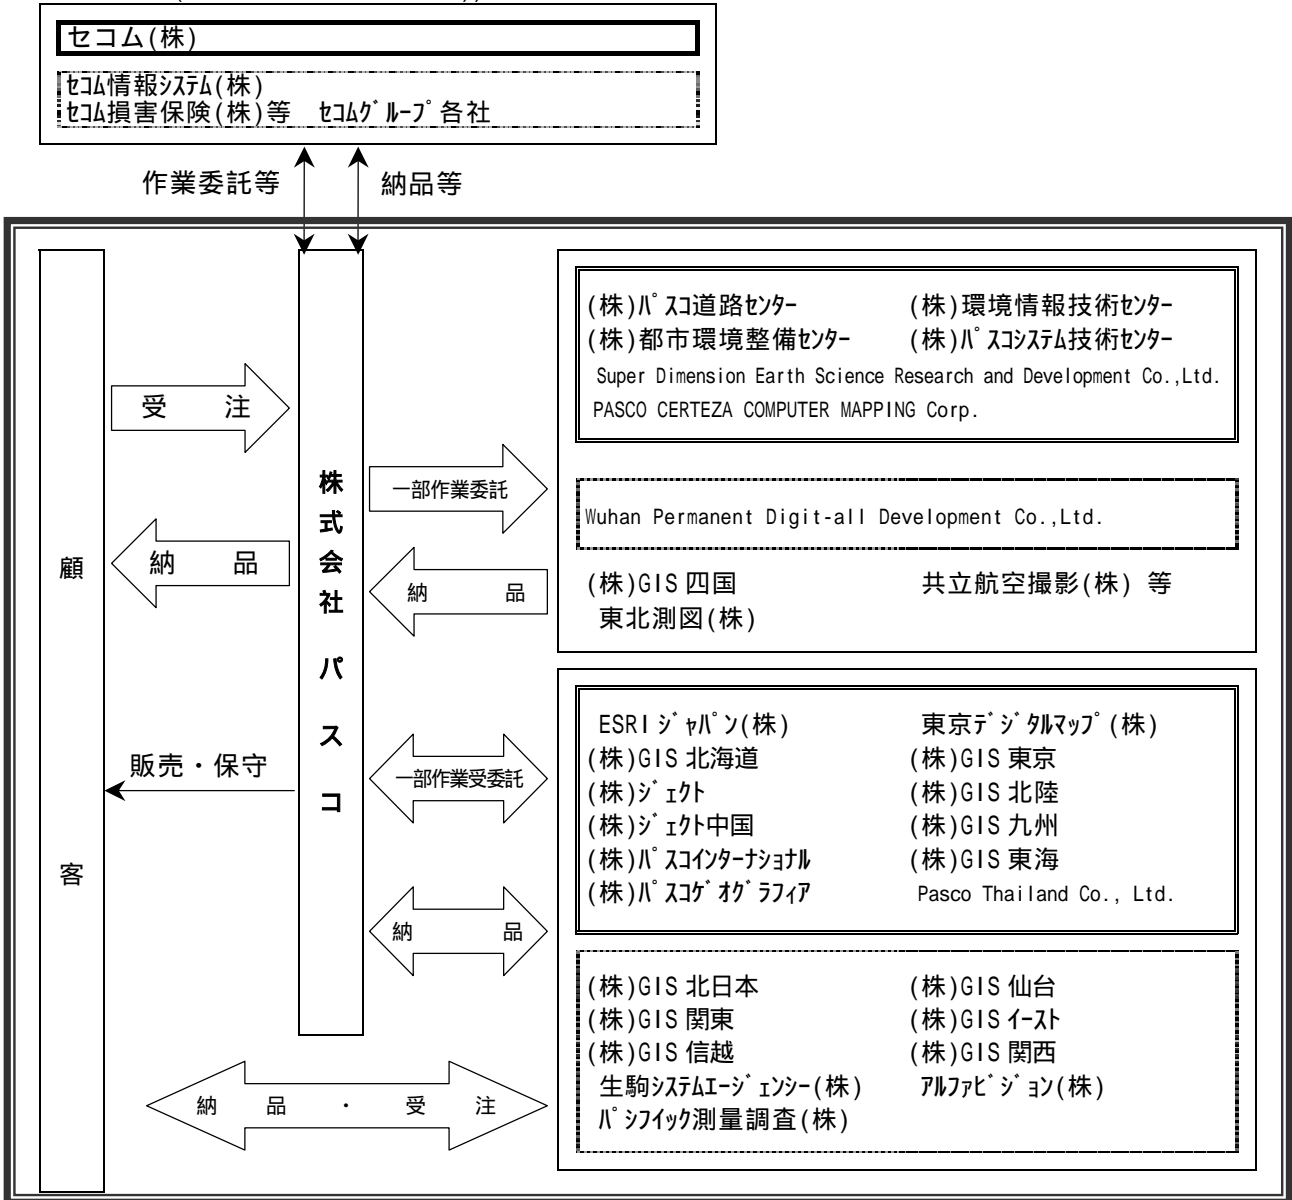 セコム(株)
ｾｺﾑ情報ｼｽﾃﾑ(株)
ｾｺﾑ損害保険(株)等 ｾｺﾑｸﾞﾙｰﾌﾟ各社
作業委託等
納品等
顧客
株式会社パスコ
受 注
納 品
販売・保守
一部作業委託
納 品
一部作業受委託
納 品
納 品 ・ 受 注
(株)ﾊﾟｽｺ道路ｾﾝﾀｰ (株)環境情報技術ｾﾝﾀｰ
(株)都市環境整備ｾﾝﾀｰ (株)ﾊﾟｽｺｼｽﾃﾑ技術ｾﾝﾀｰ
Super Dimension Earth Science Research and Development Co.,Ltd.
PASCO CERTEZA COMPUTER MAPPING Corp.
Wuhan Permanent Digit-all Development Co.,Ltd.
(株)GIS四国 共立航空撮影(株) 等
東北測図(株)
ESRIｼﾞｬﾊﾟﾝ(株) 東京ﾃﾞｼﾞﾀﾙﾏｯﾌﾟ(株)
(株)GIS北海道 (株)GIS東京
(株)ｼﾞｪｸﾄ (株)GIS北陸
(株)ｼﾞｪｸﾄ中国 (株)GIS九州
(株)ﾊﾟｽｺｲﾝﾀｰﾅｼｮﾅﾙ (株)GIS東海
(株)ﾊﾟｽｺｹﾞｵｸﾞﾗﾌｨｱ Pasco Thailand Co., Ltd.
(株)GIS北日本 (株)GIS仙台
(株)GIS関東 (株)GISｲｰｽﾄ
(株)GIS信越 (株)GIS関西
生駒ｼｽﾃﾑｴｰｼﾞｪﾝｼｰ(株) ｱﾙﾌｧﾋﾞｼﾞｮﾝ(株)
ﾊﾟｼﾌｲｯｸ測量調査(株)